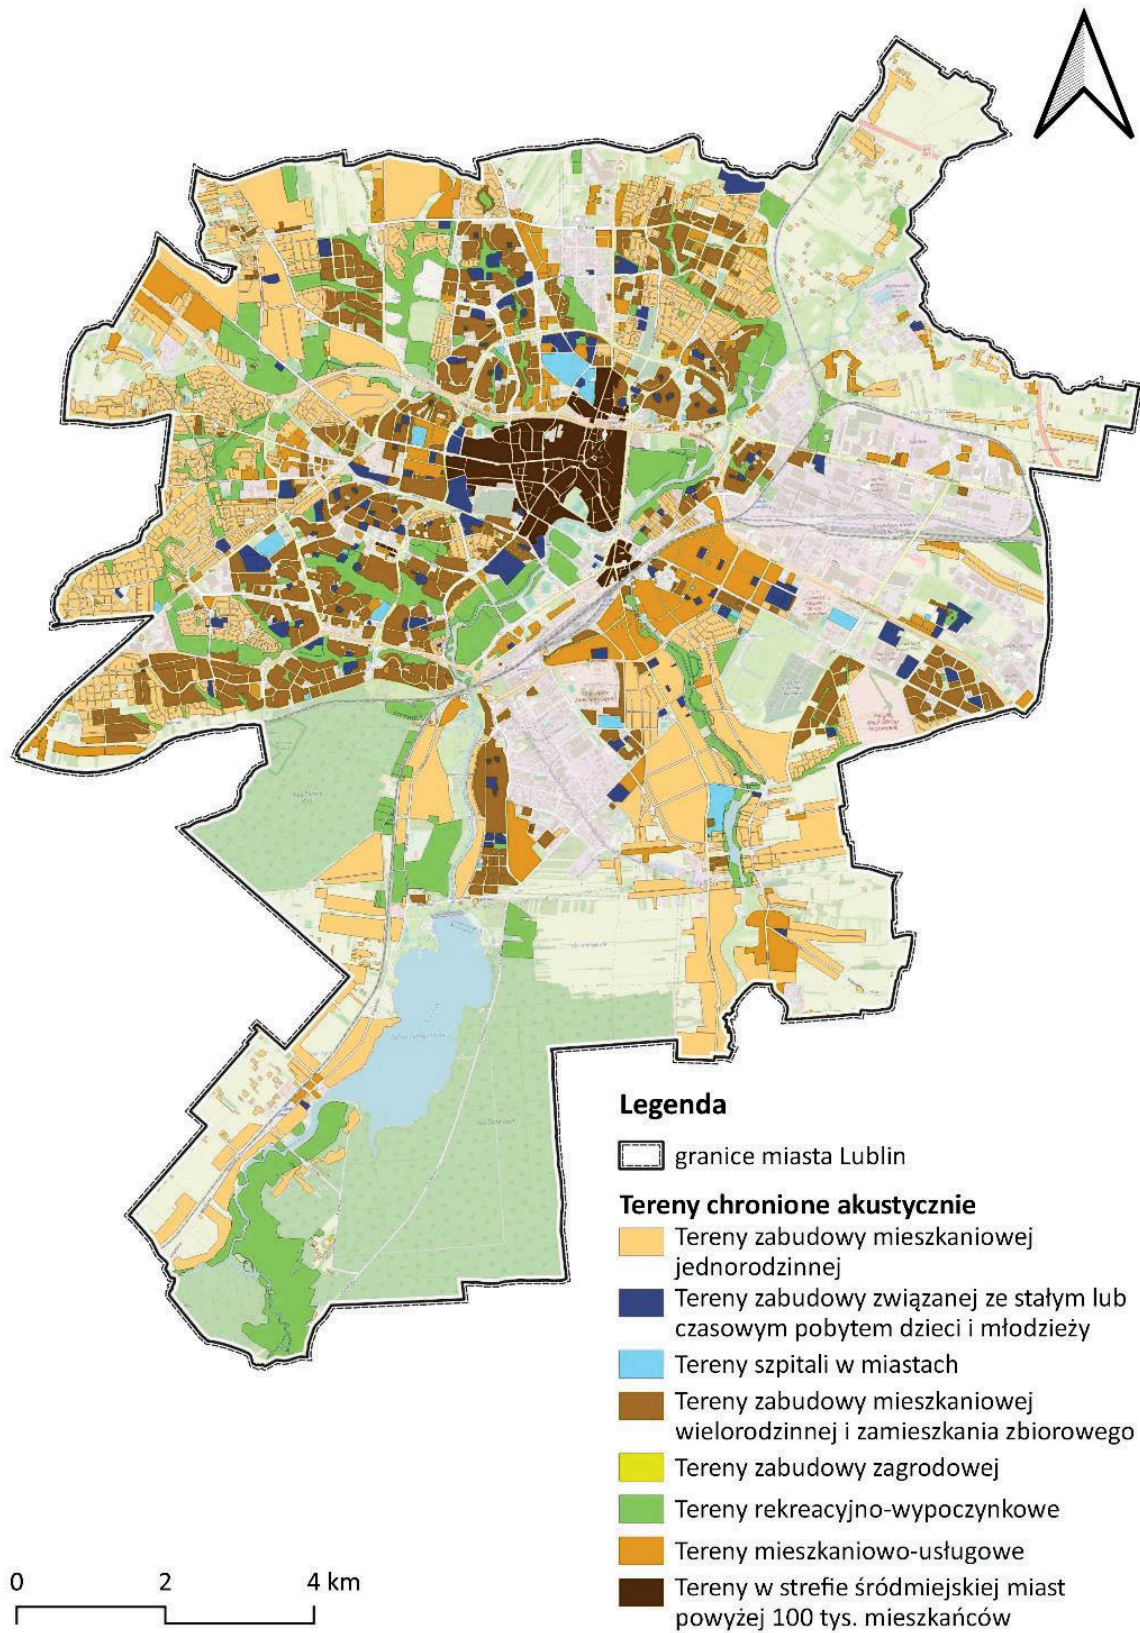 Legenda
granice miasta Lublin
Tereny chronione akustycznie
Tereny zabudowy mieszkaniowej
jednorodzinnej
Tereny zabudowy związanej ze stałym lub
czasowym pobytem dzieci i młodzieży
Tereny szpitali w miastach
Tereny zabudowy mieszkaniowej
wielorodzinnej i zamieszkania zbiorowego
Tereny zabudowy zagrodowej
Tereny rekreacyjno-wypoczynkowe
Tereny mieszkaniowo-usługowe
Tereny w strefie śródmiejskiej miast
powyżej 100 tys. mieszkańców
0 2 4 km